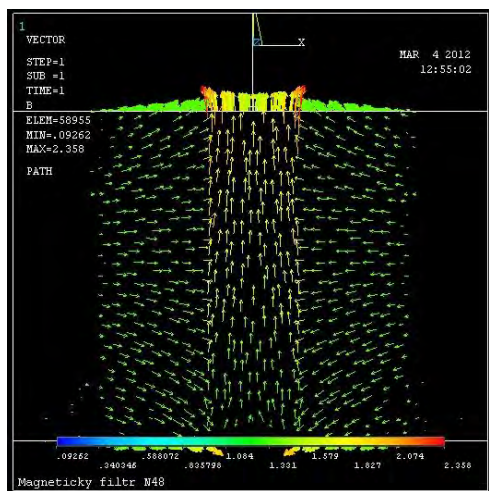 1
VECTOR
STEP=1
SUB =1
TIME=1
B
ELEM=58955
MIN=.09262
MAX=2.358
PATH
X
MAR 4 2012
12:55:02
.09262 .588072 1.084 1.579 2.074
.340345 .835798 1.331 1.827 2.358
Magneticky filtr N48